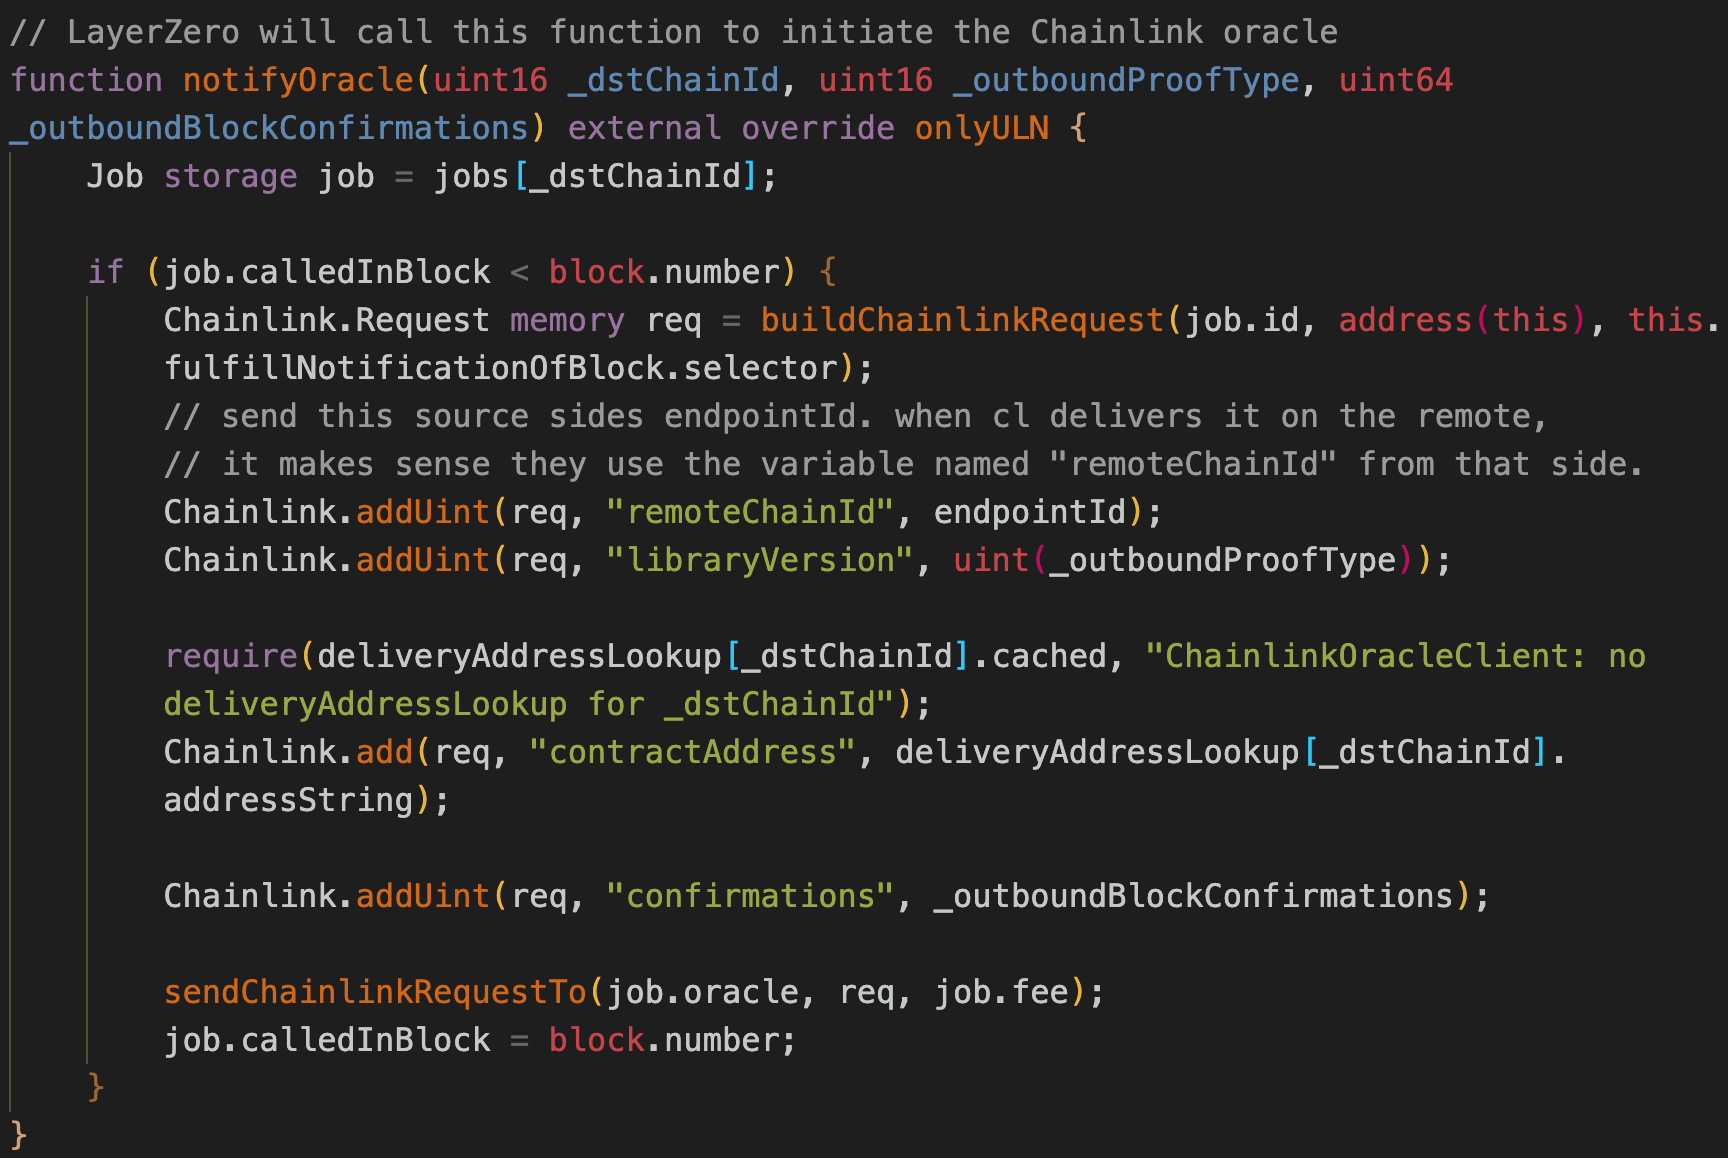 // LayerZero will call this function to initiate the Chainlink oracle
function notifyOracle(uint16 _dstChainId, uint16 _outboundProofType, uint64
_outboundBlockConfirmations) external override onlyULN {
Job storage job = jobs[_dstChainId];
if (job.calledInBlock < block.number) {
Chainlink.Request memory req = buildChainlinkRequest(job.id, address(this), this.
fulfillNotificationOfBlock.selector);
// send this source sides endpointId. when cl delivers it on the remote,
// it makes sense they use the variable named "remoteChainId" from that side.
Chainlink.addUint(req, "remoteChainId", endpointId);
Chainlink.addUint(req, "libraryVersion", uint(_outboundProofType));
require(deliveryAddressLookup[_dstChainId].cached, "ChainlinkOracleClient: no
deliveryAddressLookup for _dstChainId");
Chainlink.add(req, "contractAddress", deliveryAddressLookup[_dstChainId].
addressString);
Chainlink.addUint(req, "confirmations", _outboundBlockConfirmations);
sendChainlinkRequestTo(job.oracle, req, job.fee);
job.calledInBlock = block.number;
}
}